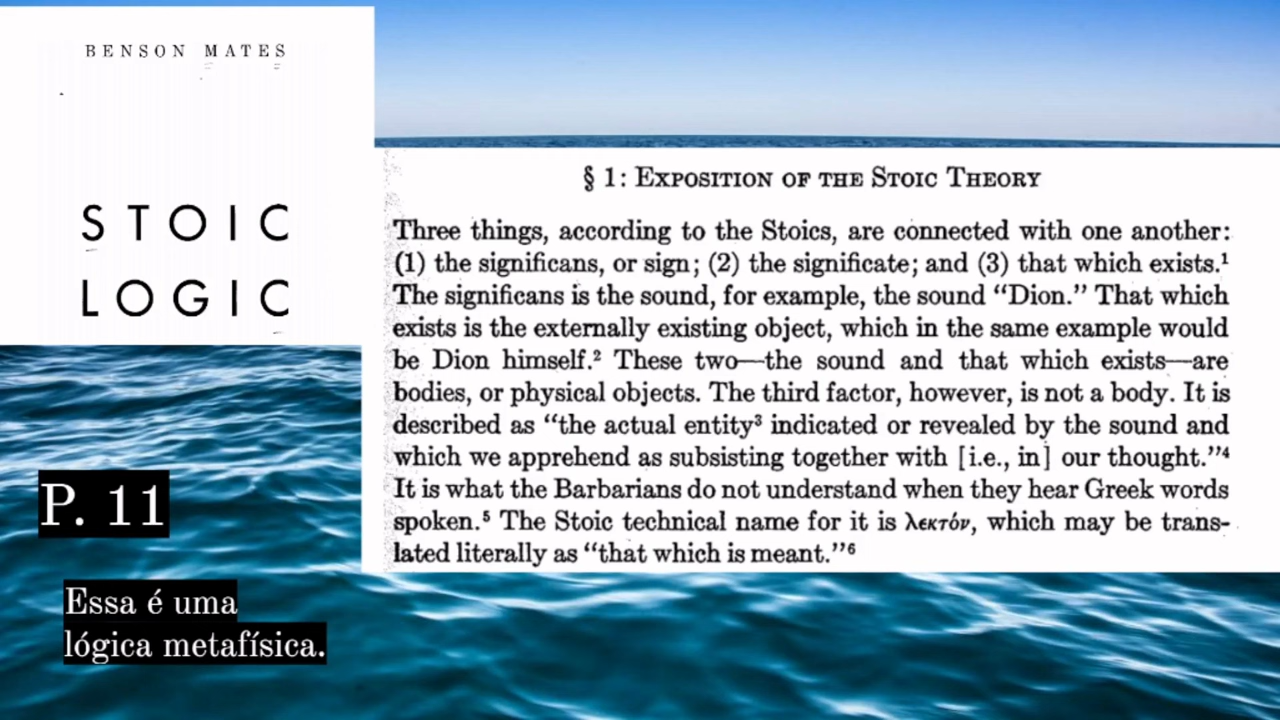 BENSON MATES
STOIC
LOGIC
P. 11
Essa é uma
lógica metafísica.
§ 1: EXPOSITION OF THE STOIC THEORY
Three things, according to the Stoics, are connected with one another:
(1) the significans, or sign; (2) the significate; and (3) that which exists.¹
The significans is the sound, for example, the sound “Dion.” That which
exists is the externally existing object, which in the same example would
be Dion himself.² These two—the sound and that which exists—are
bodies, or physical objects. The third factor, however, is not a body. It is
described as “the actual entity³ indicated or revealed by the sound and
which we apprehend as subsisting together with [i.e., in] our thought.”⁴
It is what the Barbarians do not understand when they hear Greek words
spoken.⁵ The Stoic technical name for it is λεκτόν, which may be trans-
lated literally as “that which is meant.”⁶